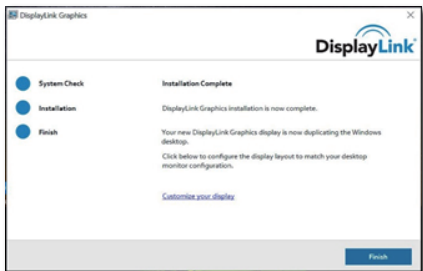 DisplayLink Graphics
DisplayLink
System Check
Installation Complete
Installation
DisplayLink Graphics installation is now complete.
Finish
Your new DisplayLink Graphics display is now duplicating the Windows
desktop.
Click below to configure the display layout to match your desktop
monitor configuration.
Customize your display
Finish